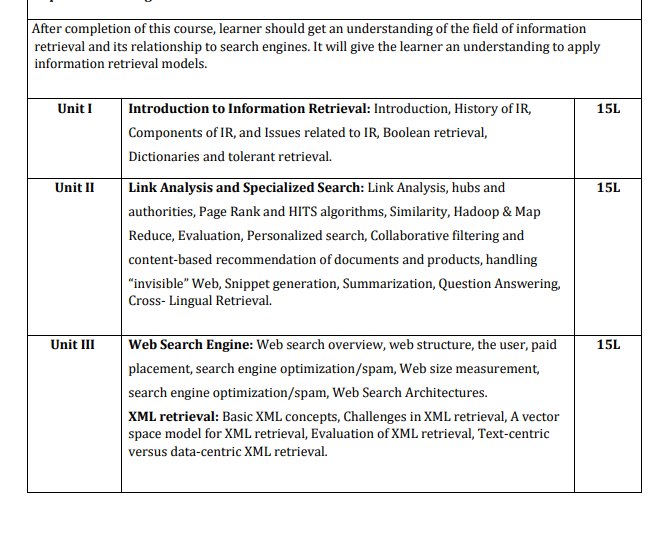 After completion of this course, learner should get an understanding of the field of information
retrieval and its relationship to search engines. It will give the learner an understanding to apply
information retrieval models.
Unit I
Introduction to Information Retrieval: Introduction, History of IR,
Components of IR, and Issues related to IR, Boolean retrieval,
Dictionaries and tolerant retrieval.
15L
Unit II
Link Analysis and Specialized Search: Link Analysis, hubs and
authorities, Page Rank and HITS algorithms, Similarity, Hadoop & Map
Reduce, Evaluation, Personalized search, Collaborative filtering and
content-based recommendation of documents and products, handling
“invisible” Web, Snippet generation, Summarization, Question Answering,
Cross- Lingual Retrieval.
15L
Unit III
Web Search Engine: Web search overview, web structure, the user, paid
placement, search engine optimization/spam, Web size measurement,
search engine optimization/spam, Web Search Architectures.
XML retrieval: Basic XML concepts, Challenges in XML retrieval, A vector
space model for XML retrieval, Evaluation of XML retrieval, Text-centric
versus data-centric XML retrieval.
15L